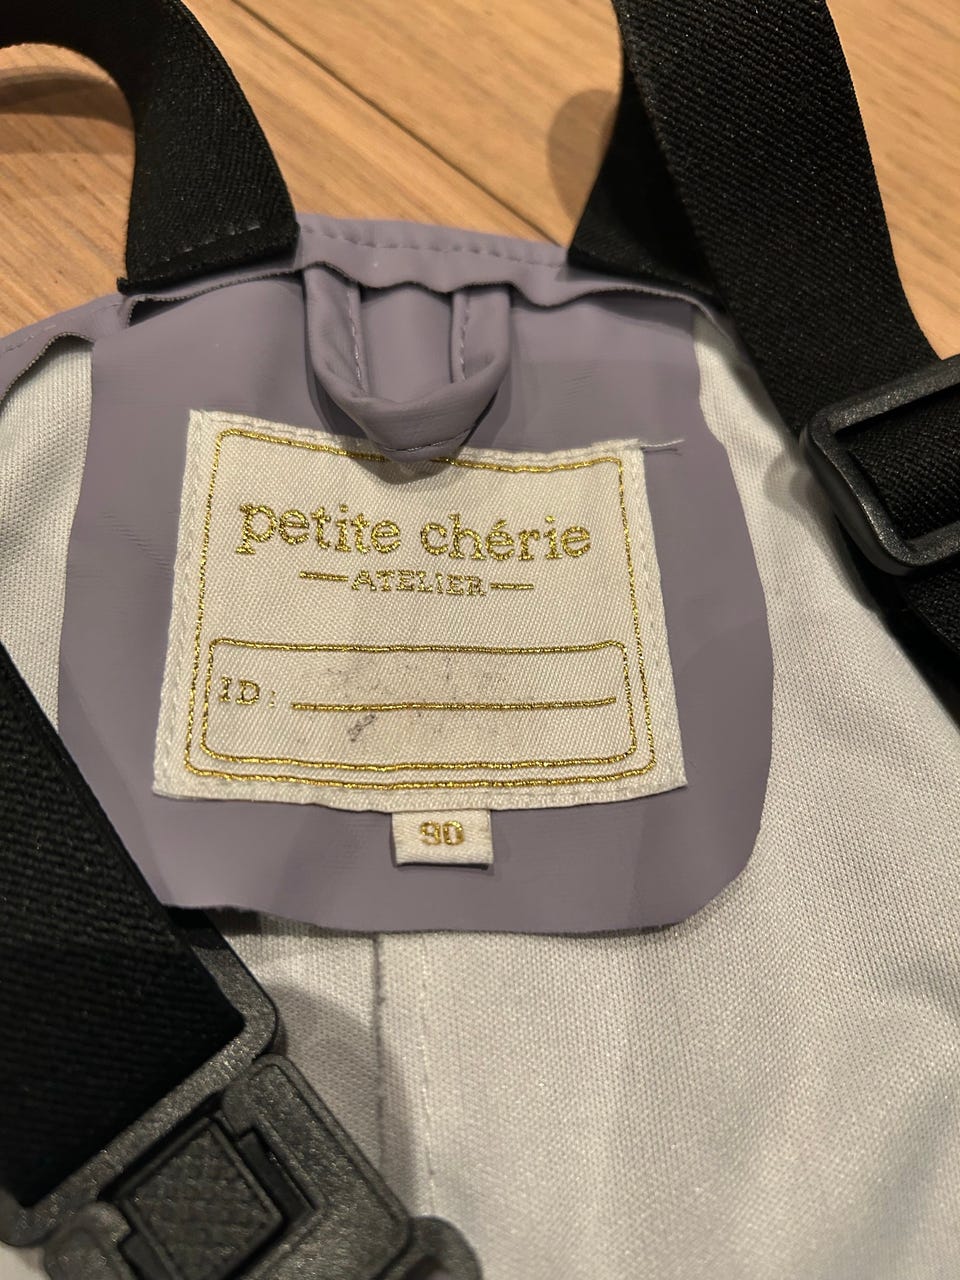 petite chérie
ATELIER
ID:
90